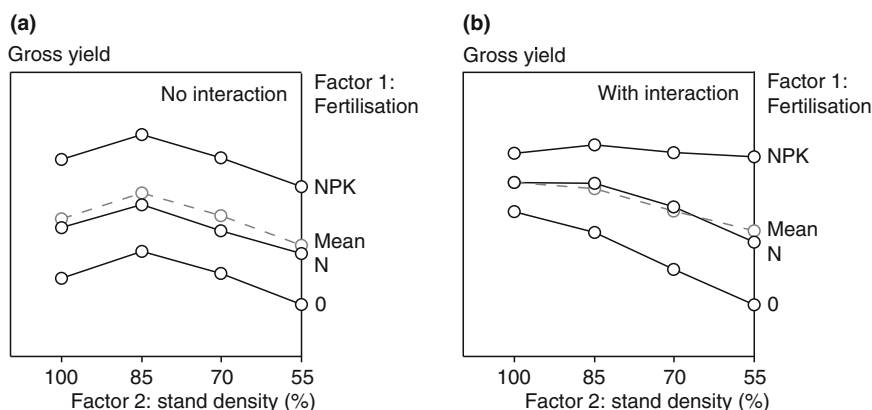 (a)
Gross yield
No interaction
Factor 1:
Fertilisation
NPK
Mean
N
0
100 85 70 55
Factor 2: stand density (%)
(b)
Gross yield
With interaction
Factor 1:
Fertilisation
NPK
Mean
N
0
100 85 70 55
Factor 2: stand density (%)